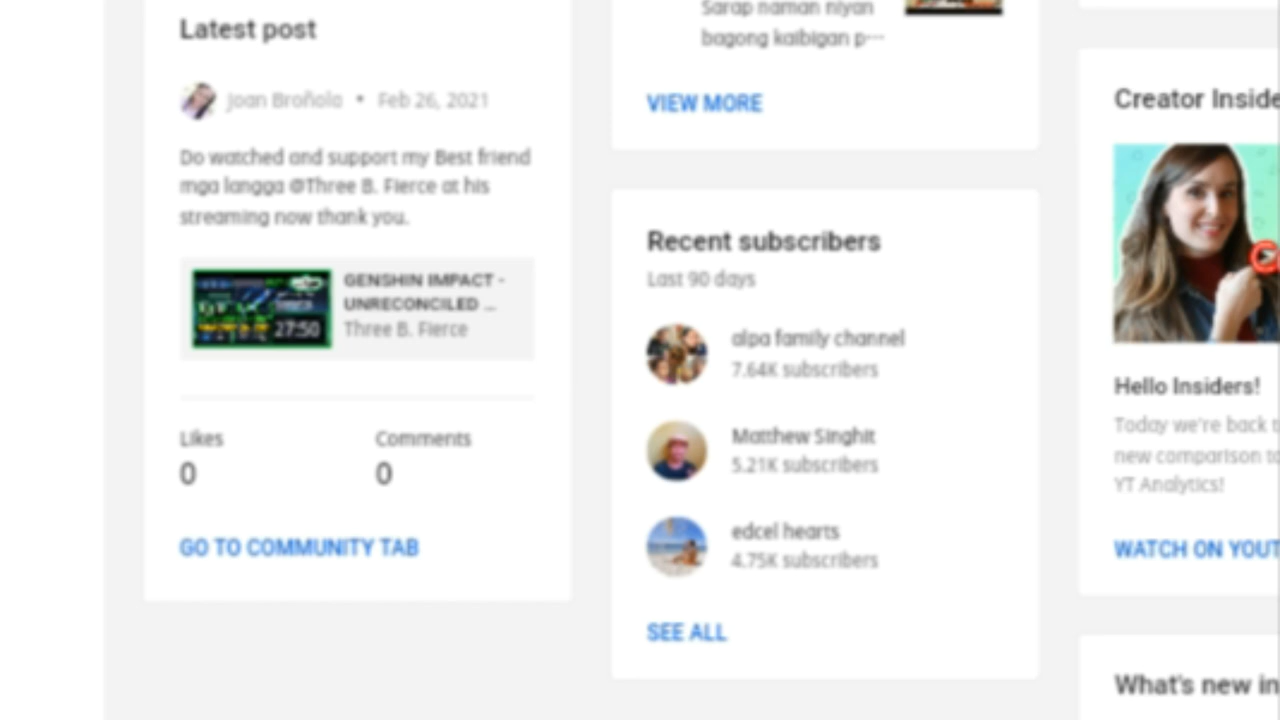 Latest post
Joan Broñola • Feb 26, 2021
Do watched and support my Best friend
mga langga @Three B. Fierce at his
streaming now thank you.
27:50
GENSHIN IMPACT -
UNRECONCILED ...
Three B. Fierce
Likes
0
Comments
0
GO TO COMMUNITY TAB
Sarap naman niyan
bagong kaibigan p...
VIEW MORE
Recent subscribers
Last 90 days
alpa family channel
7.64K subscribers
Matthew Singhit
5.21K subscribers
edcel hearts
4.75K subscribers
SEE ALL
Creator Inside
Hello Insiders!
Today we're back t
new comparison to
YT Analytics!
WATCH ON YOUT
What's new in